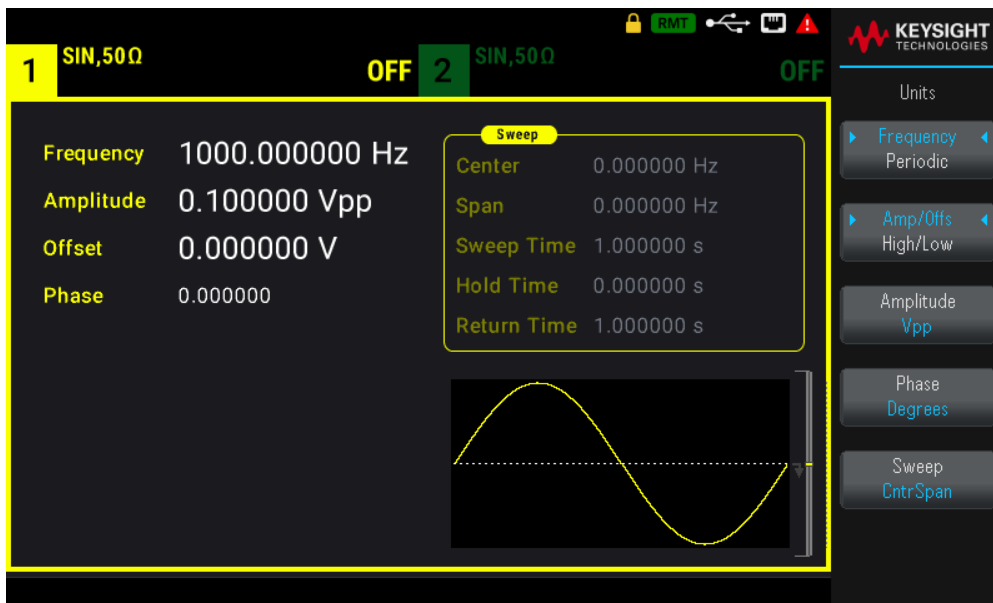 RMT
KEYSIGHT
TECHNOLOGIES
1 SIN,50Ω OFF
2 SIN,50Ω OFF
Units
Frequency 1000.000000 Hz
Amplitude 0.100000 Vpp
Offset 0.000000 V
Phase 0.000000
Sweep
Center 0.000000 Hz
Span 0.000000 Hz
Sweep Time 1.000000 s
Hold Time 0.000000 s
Return Time 1.000000 s
Frequency
Periodic
Amp/Offs
High/Low
Amplitude
Vpp
Phase
Degrees
Sweep
CntrSpan